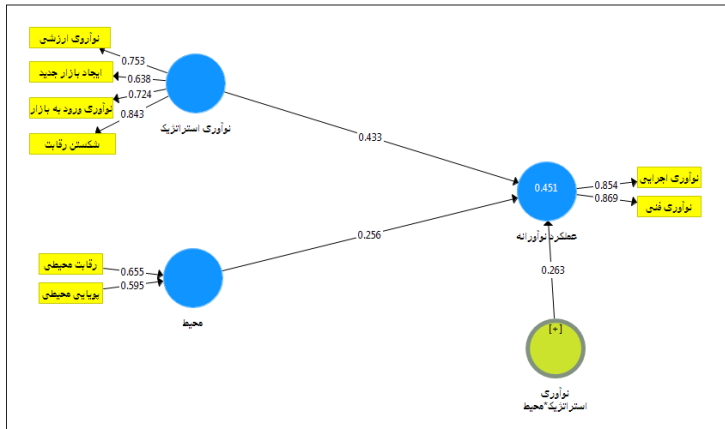 نوآروی ارزشی
ایجاد بازار جدید
نوآوری ورود به بازار
شکستن رقابت
0.753
0.638
0.724
0.843
نوآوری استراتژیک
0.433
0.451
عملکرد نوآورانه
0.854
0.869
نوآوری اجرایی
نوآوری فنی
رقابت محیطی
پویایی محیطی
0.655
0.595
محیط
0.256
0.263
[+]
نوآوری
استراتژیک*محیط